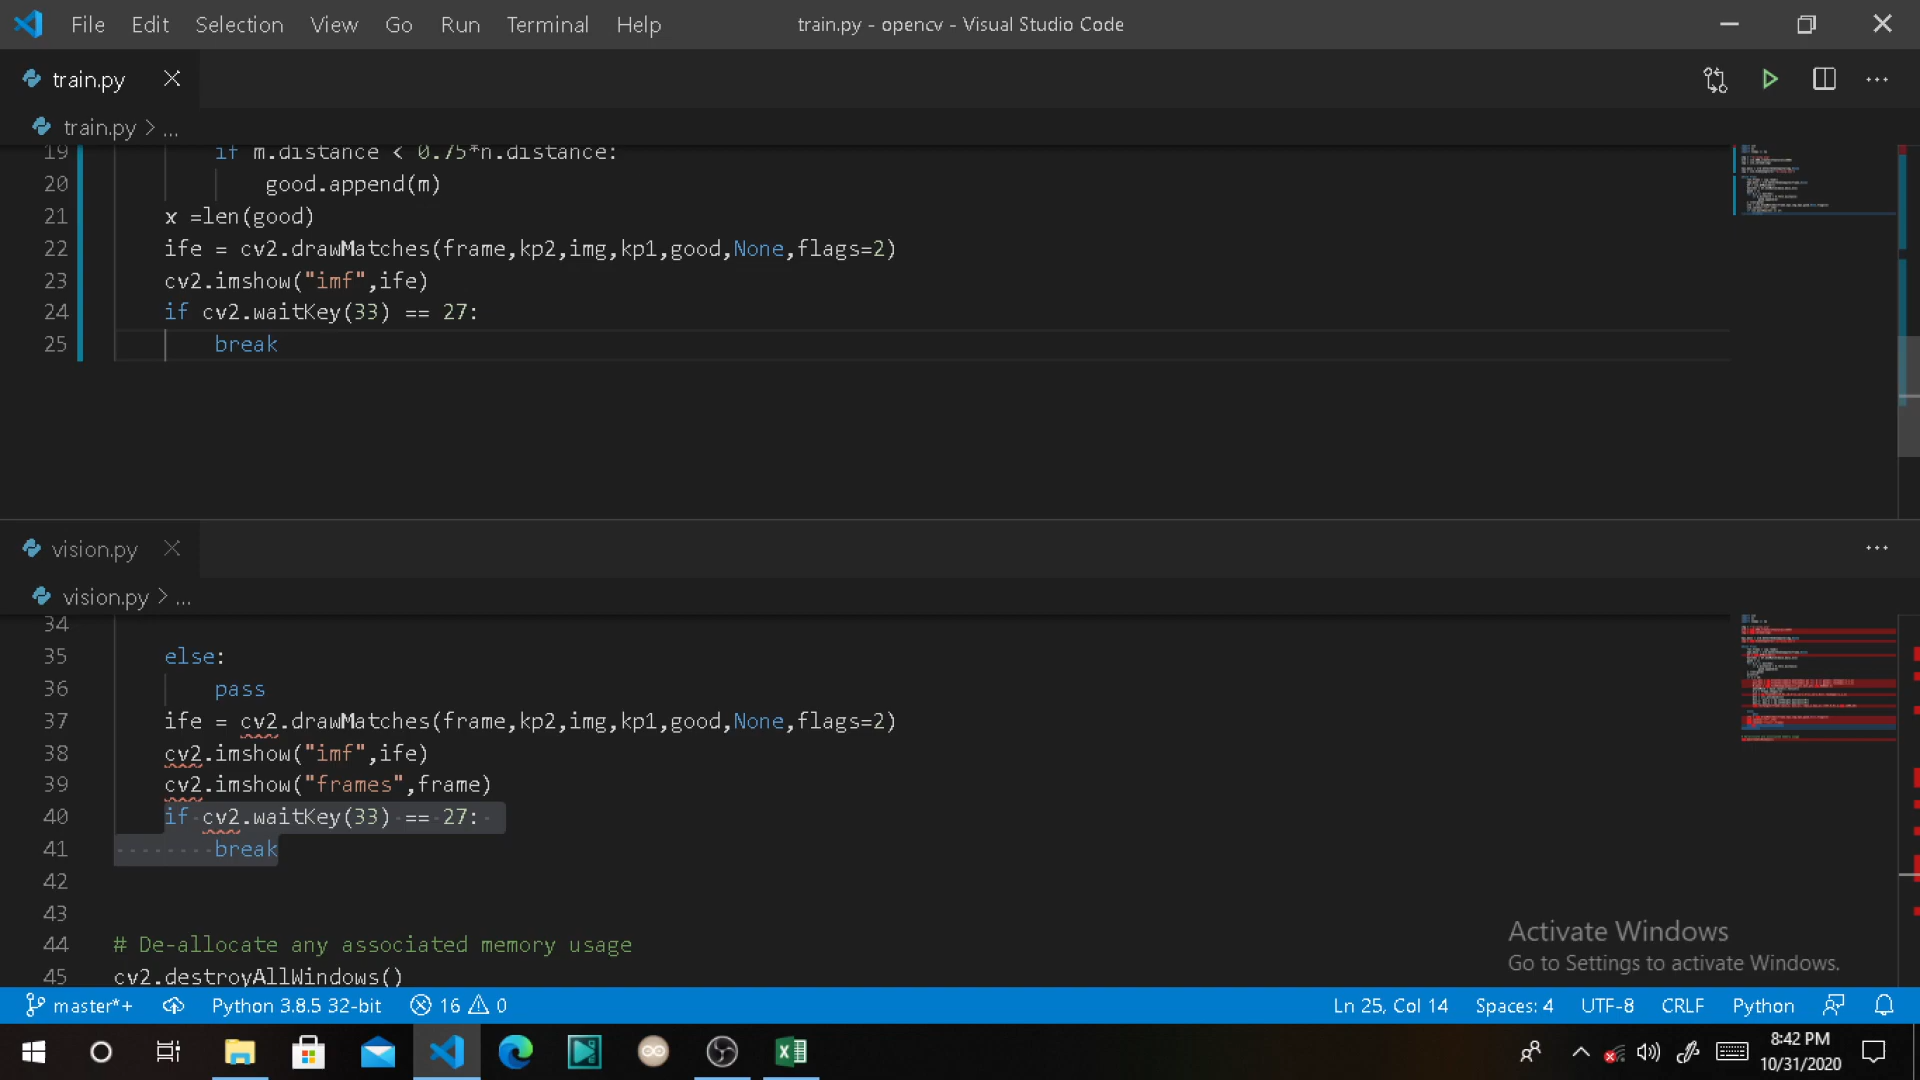 File Edit Selection View Go Run Terminal Help train.py - opencv - Visual Studio Code
train.py
train.py > ...
19 if m.distance < 0.75*n.distance:
20 good.append(m)
21 x =len(good)
22 ife = cv2.drawMatches(frame,kp2,img,kp1,good,None,flags=2)
23 cv2.imshow("imf",ife)
24 if cv2.waitKey(33) == 27:
25 break
vision.py
vision.py > ...
34
35 else:
36 pass
37 ife = cv2.drawMatches(frame,kp2,img,kp1,good,None,flags=2)
38 cv2.imshow("imf",ife)
39 cv2.imshow("frames",frame)
40 if cv2.waitKey(33) == 27:
41 break
42
43
44 # De-allocate any associated memory usage
45 cv2.destroyAllWindows()
Activate Windows
Go to Settings to activate Windows.
master*+ Python 3.8.5 32-bit 16 0 Ln 25, Col 14 Spaces: 4 UTF-8 CRLF Python
8:42 PM
10/31/2020